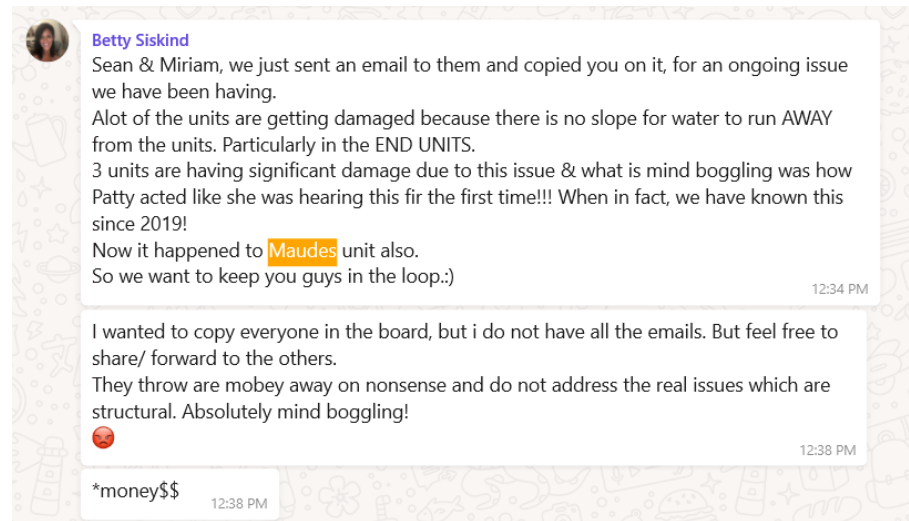 Betty Siskind
Sean & Miriam, we just sent an email to them and copied you on it, for an ongoing issue
we have been having.
Alot of the units are getting damaged because there is no slope for water to run AWAY
from the units. Particularly in the END UNITS.
3 units are having significant damage due to this issue & what is mind boggling was how
Patty acted like she was hearing this fir the first time!!! When in fact, we have known this
since 2019!
Now it happened to Maudes unit also.
So we want to keep you guys in the loop.:)
12:34 PM
I wanted to copy everyone in the board, but i do not have all the emails. But feel free to
share/ forward to the others.
They throw are mobey away on nonsense and do not address the real issues which are
structural. Absolutely mind boggling!
😡
12:38 PM
*money$$
12:38 PM